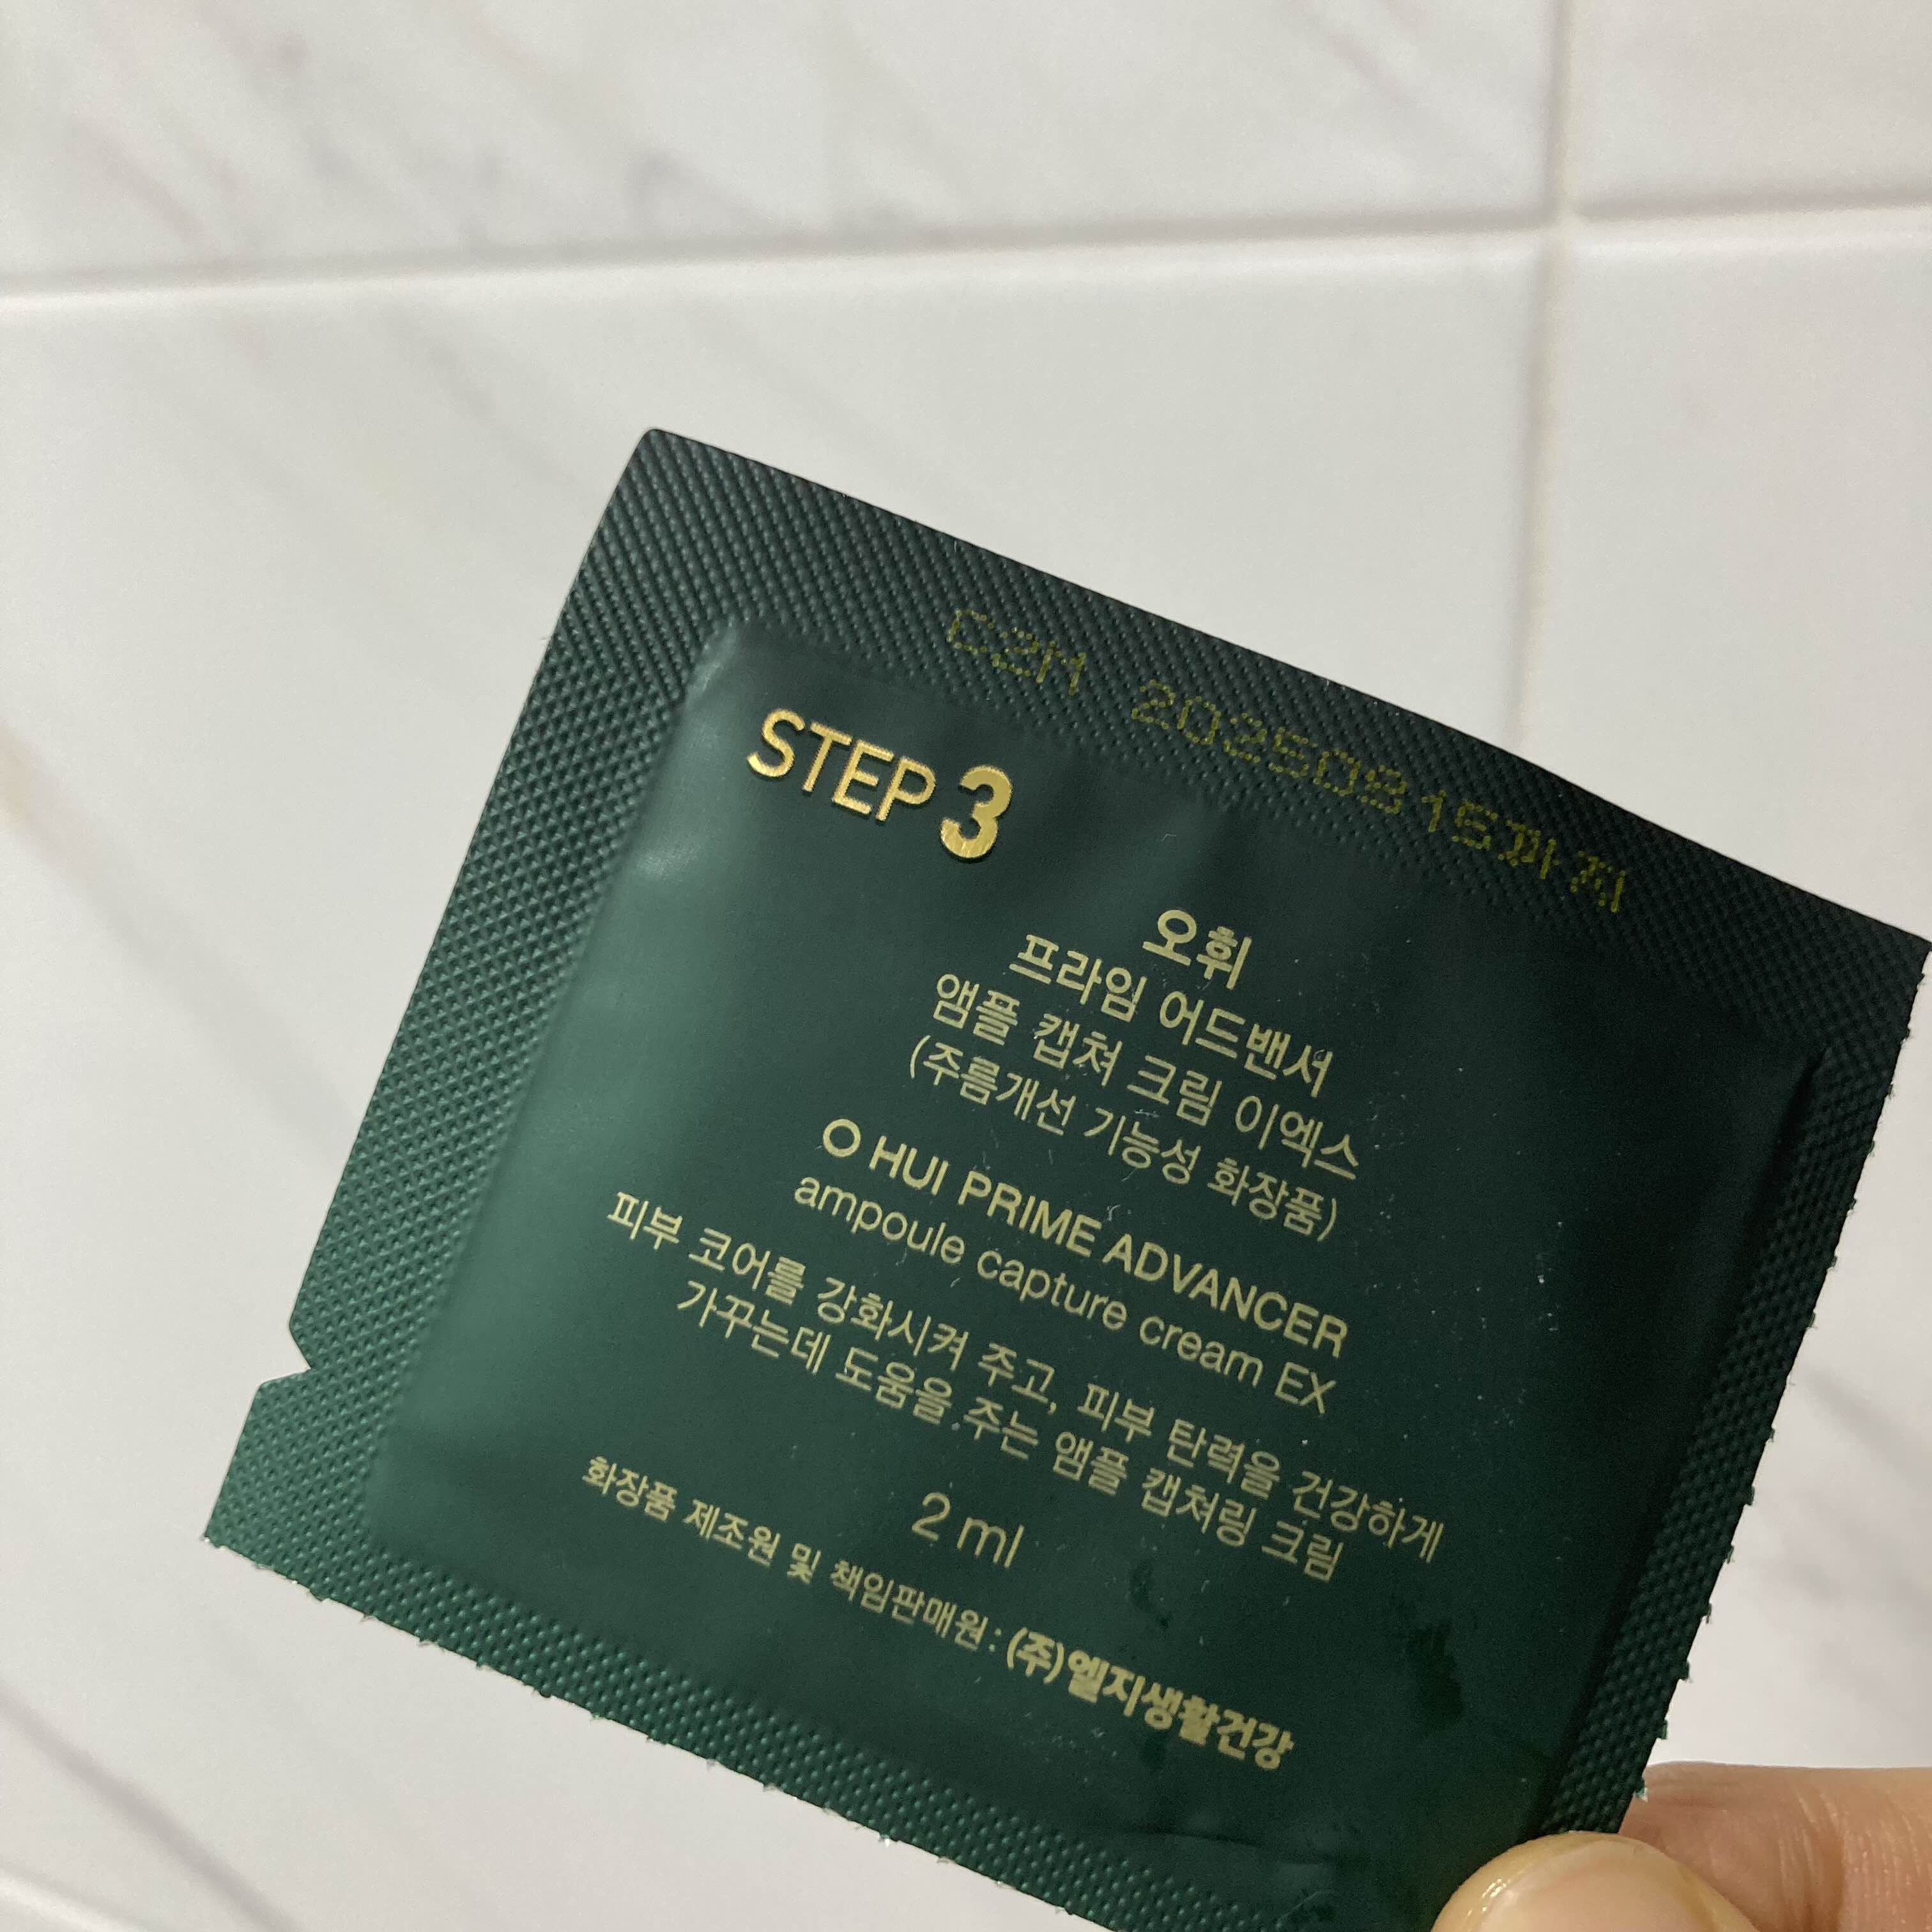 C2M 20250815까지
STEP 3
오휘
프라임 어드밴서
앰플 캡쳐 크림 이엑스
(주름개선 기능성 화장품)
O HUI PRIME ADVANCER
ampoule capture cream EX
피부 코어를 강화시켜 주고, 피부 탄력을 건강하게
가꾸는데 도움을 주는 앰플 캡처링 크림
2 ml
화장품 제조원 및 책임판매원 : (주)엘지생활건강